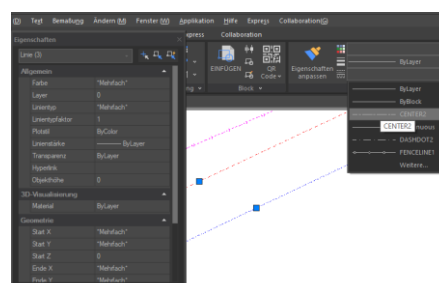 (D) Text Bemaßung Ändern (M) Fenster (W) Applikation Hilfe Express Collaboration(G)
xpress Collaboration
Eigenschaften
Line (3)
EINFÜGEN
QR
Code
Eigenschaften
anpassen
ByLayer
Block
Allgemein
Farbe "Mehrfach"
Layer 0
Linientyp "Mehrfach"
Linientypfaktor 1
Plotstil ByColor
Linienstärke ByLayer
Transparenz ByLayer
Hyperlink
Objekthöhe 0
3D-Visualisierung
Material ByLayer
Geometrie
Start X "Mehrfach"
Start Y "Mehrfach"
Start Z 0
Ende X "Mehrfach"
Ende Y "Mehrfach"
ByLayer
ByBlock
CENTER2
CENTER2
DASHDOT2
FENCELINE1
Weitere...